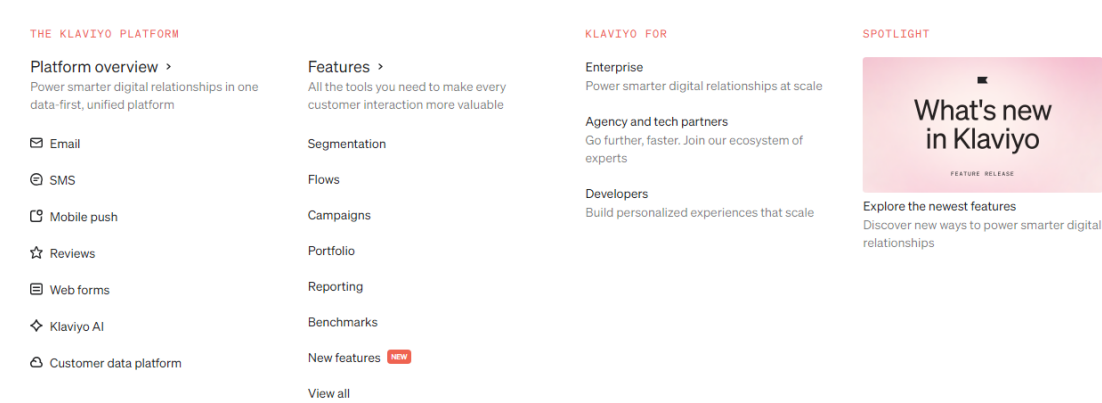 THE KLAVIYO PLATFORM
Platform overview >
Power smarter digital relationships in one
data-first, unified platform
Email
SMS
Mobile push
Reviews
Web forms
Klaviyo AI
Customer data platform
Features >
All the tools you need to make every
customer interaction more valuable
Segmentation
Flows
Campaigns
Portfolio
Reporting
Benchmarks
New features NEW
View all
KLAVIYO FOR
Enterprise
Power smarter digital relationships at scale
Agency and tech partners
Go further, faster. Join our ecosystem of
experts
Developers
Build personalized experiences that scale
SPOTLIGHT
What's new
in Klaviyo
FEATURE RELEASE
Explore the newest features
Discover new ways to power smarter digital
relationships